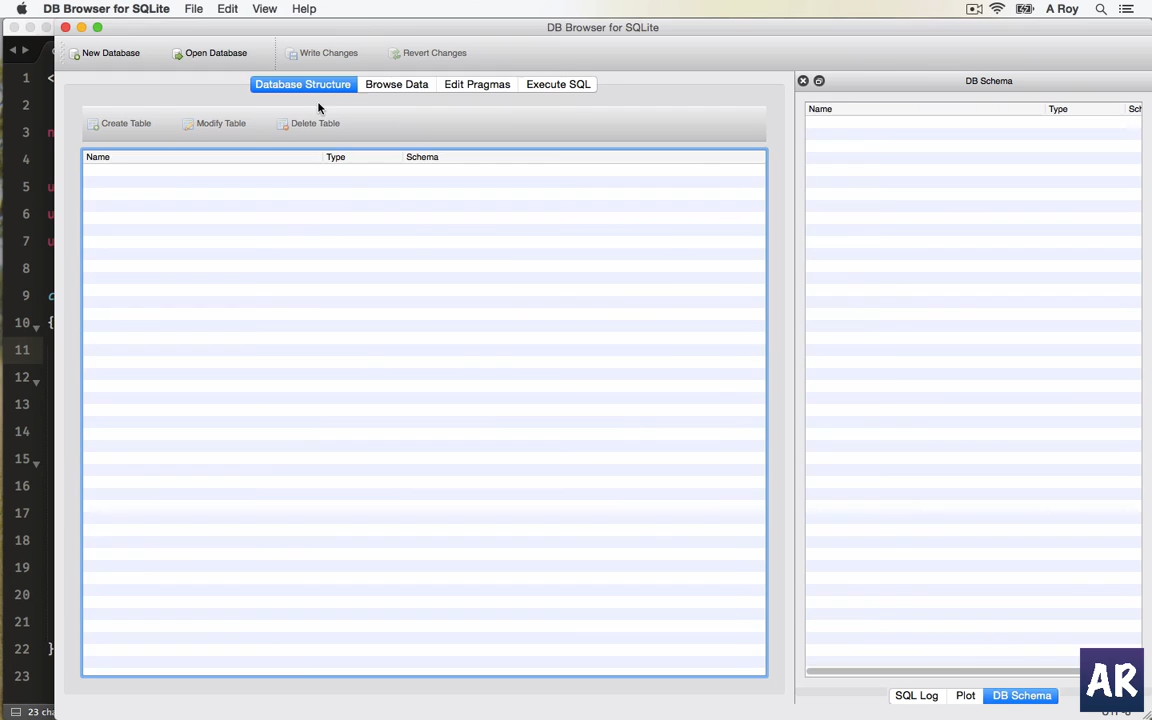 DB Browser for SQLite File Edit View Help A Roy
DB Browser for SQLite
New Database Open Database Write Changes Revert Changes
Database Structure Browse Data Edit Pragmas Execute SQL
DB Schema
Create Table Modify Table Delete Table
Name Type Sch
Name Type Schema
1 <
2
3 n
4
5 u
6 u
7 u
8
9 c
10 {
11
12
13
14
15
16
17
18
19
20
21
22 }
23
SQL Log Plot DB Schema
23 cha
AR